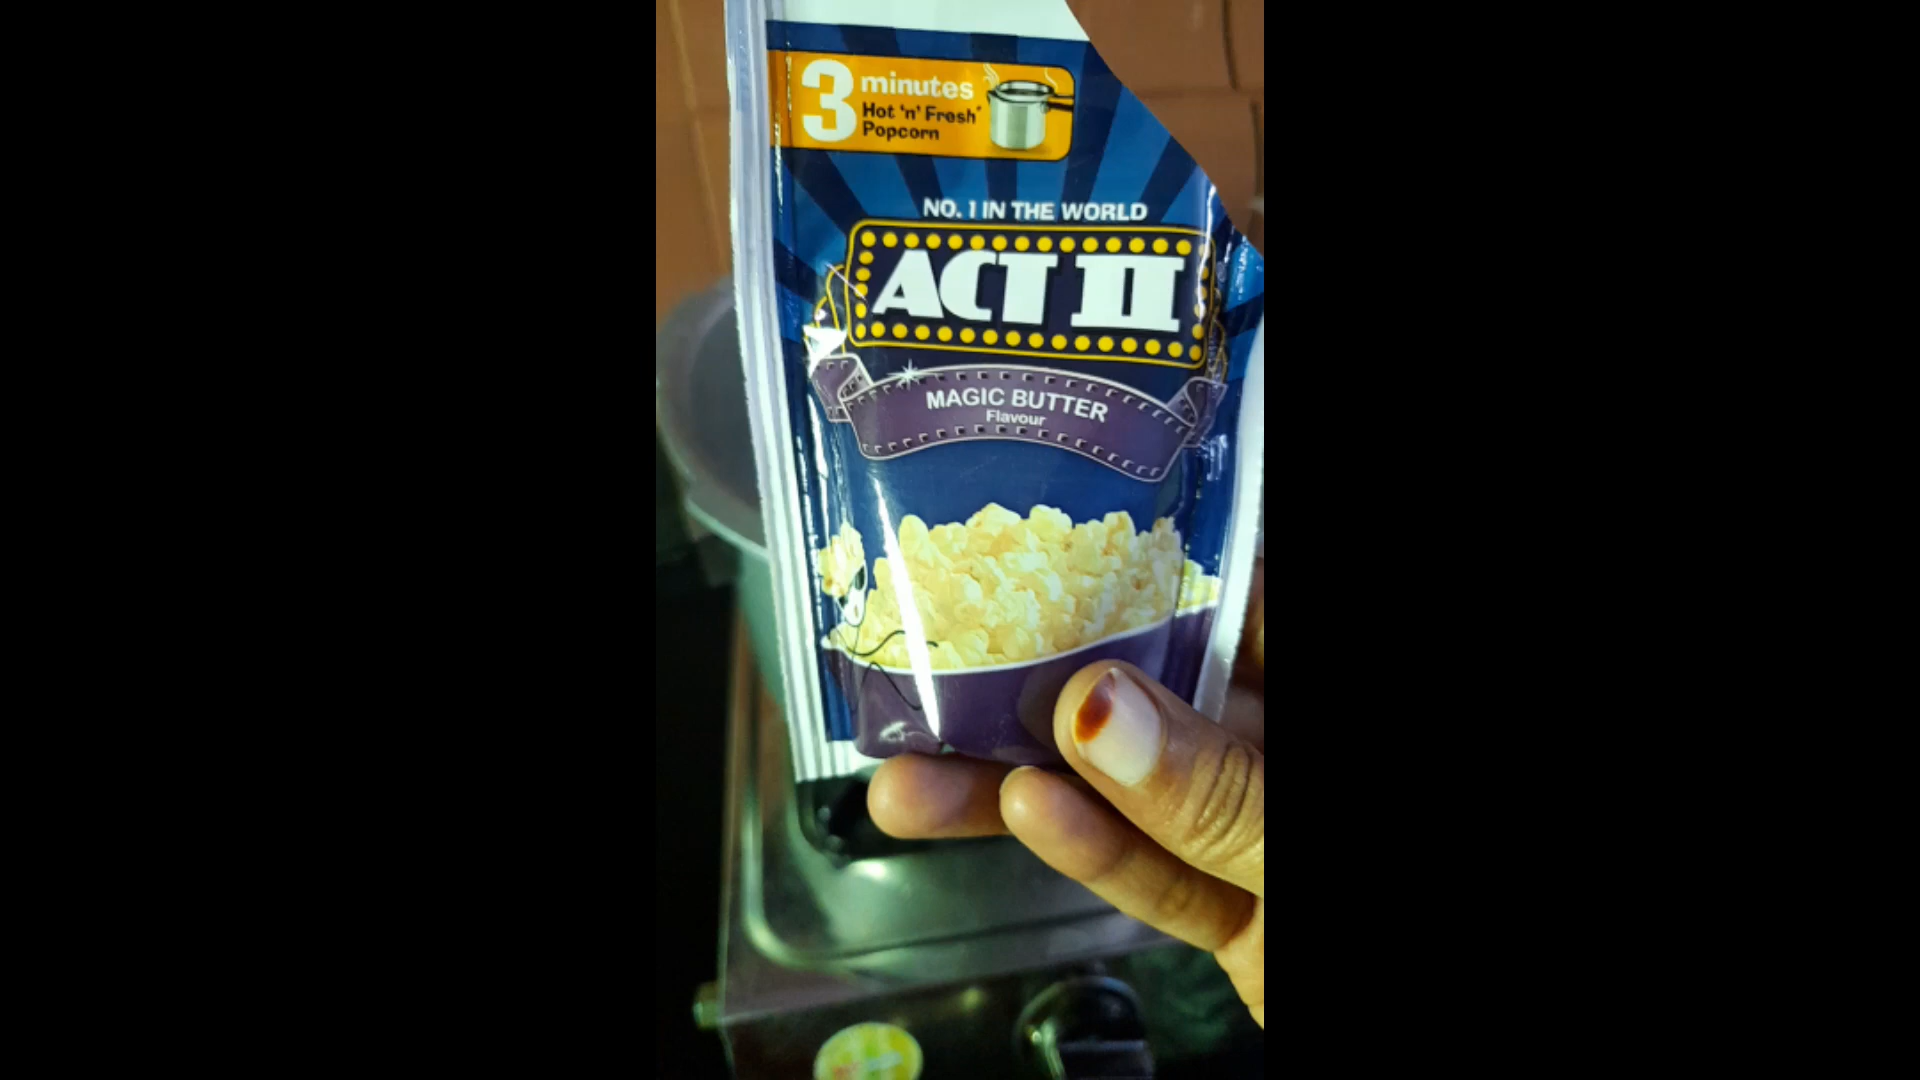 3 minutes
Hot 'n' Fresh
Popcorn
NO. 1 IN THE WORLD
ACT II
MAGIC BUTTER
Flavour